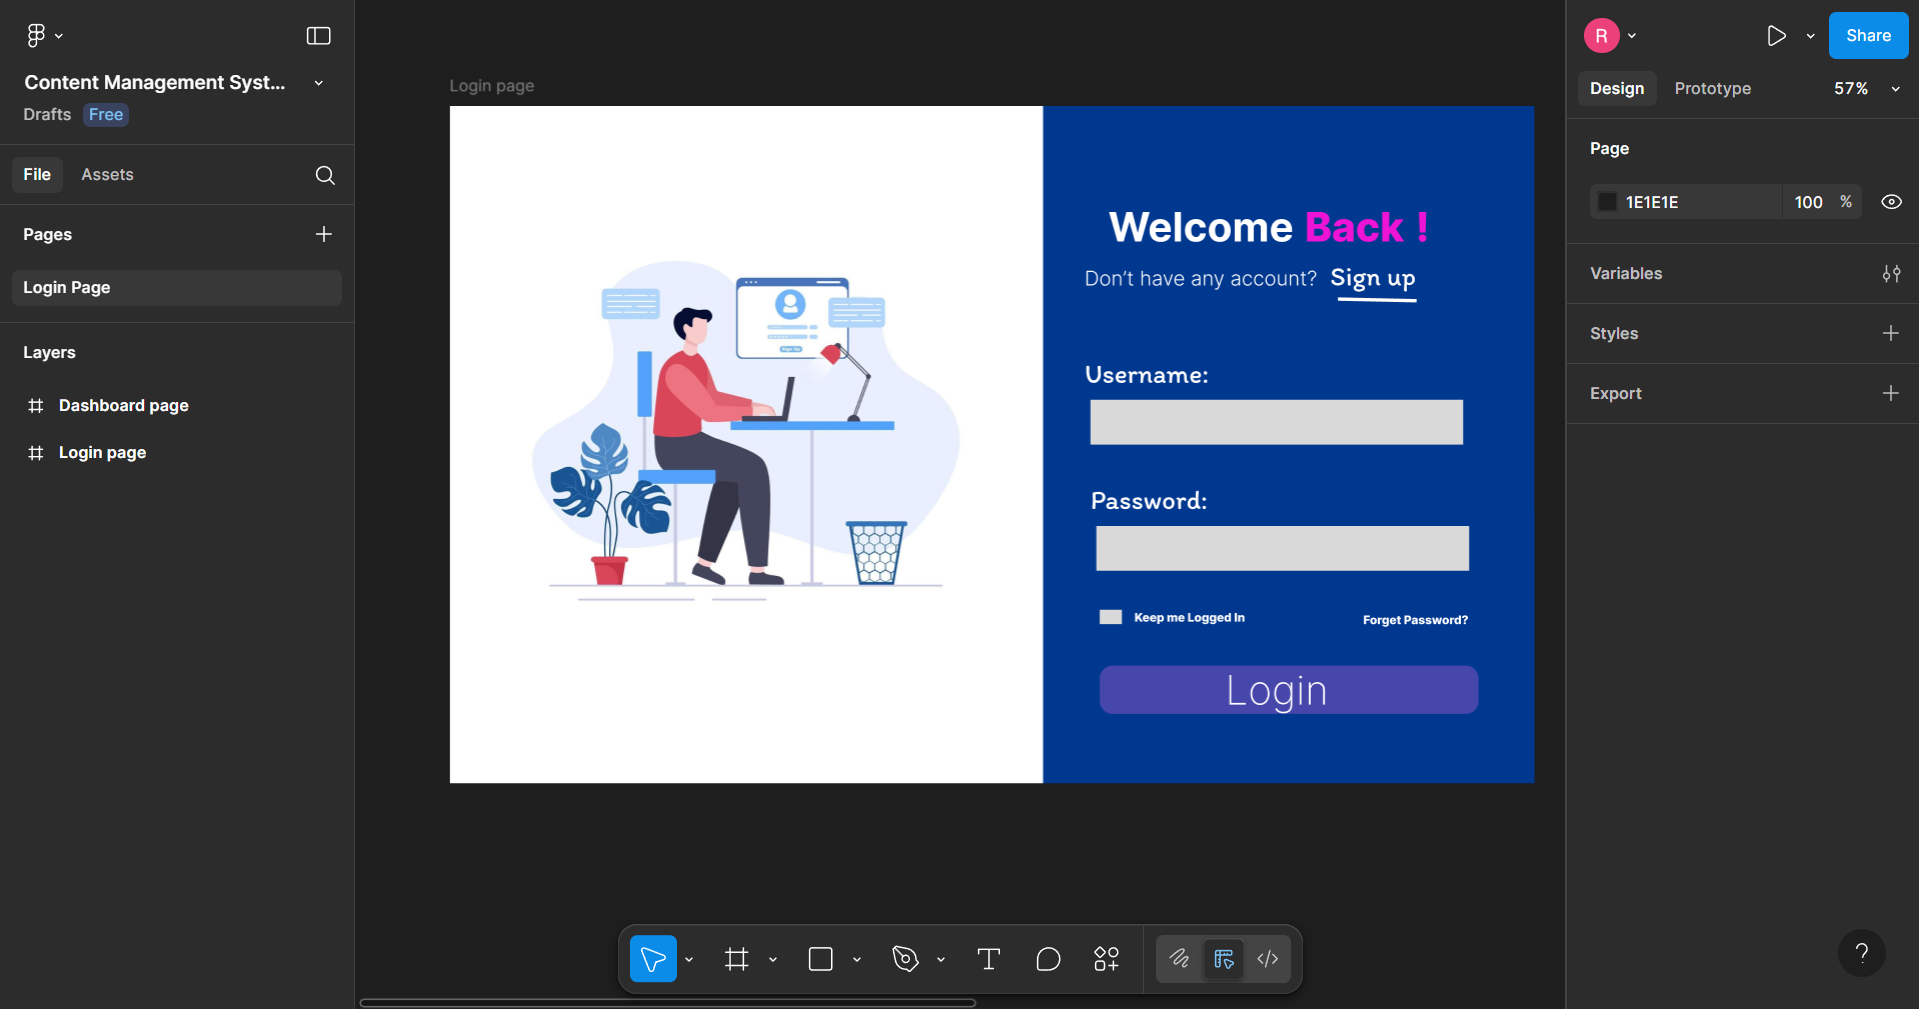 Content Management Syst...
Drafts Free
File Assets
Pages
Login Page
Layers
Dashboard page
Login page
Login page
Welcome Back !
Don't have any account? Sign up
Sign Up
Username:
Password:
Keep me Logged In Forget Password?
Login
R
Share
Design Prototype 57%
Page
1E1E1E 100 %
Variables
Styles
Export
?